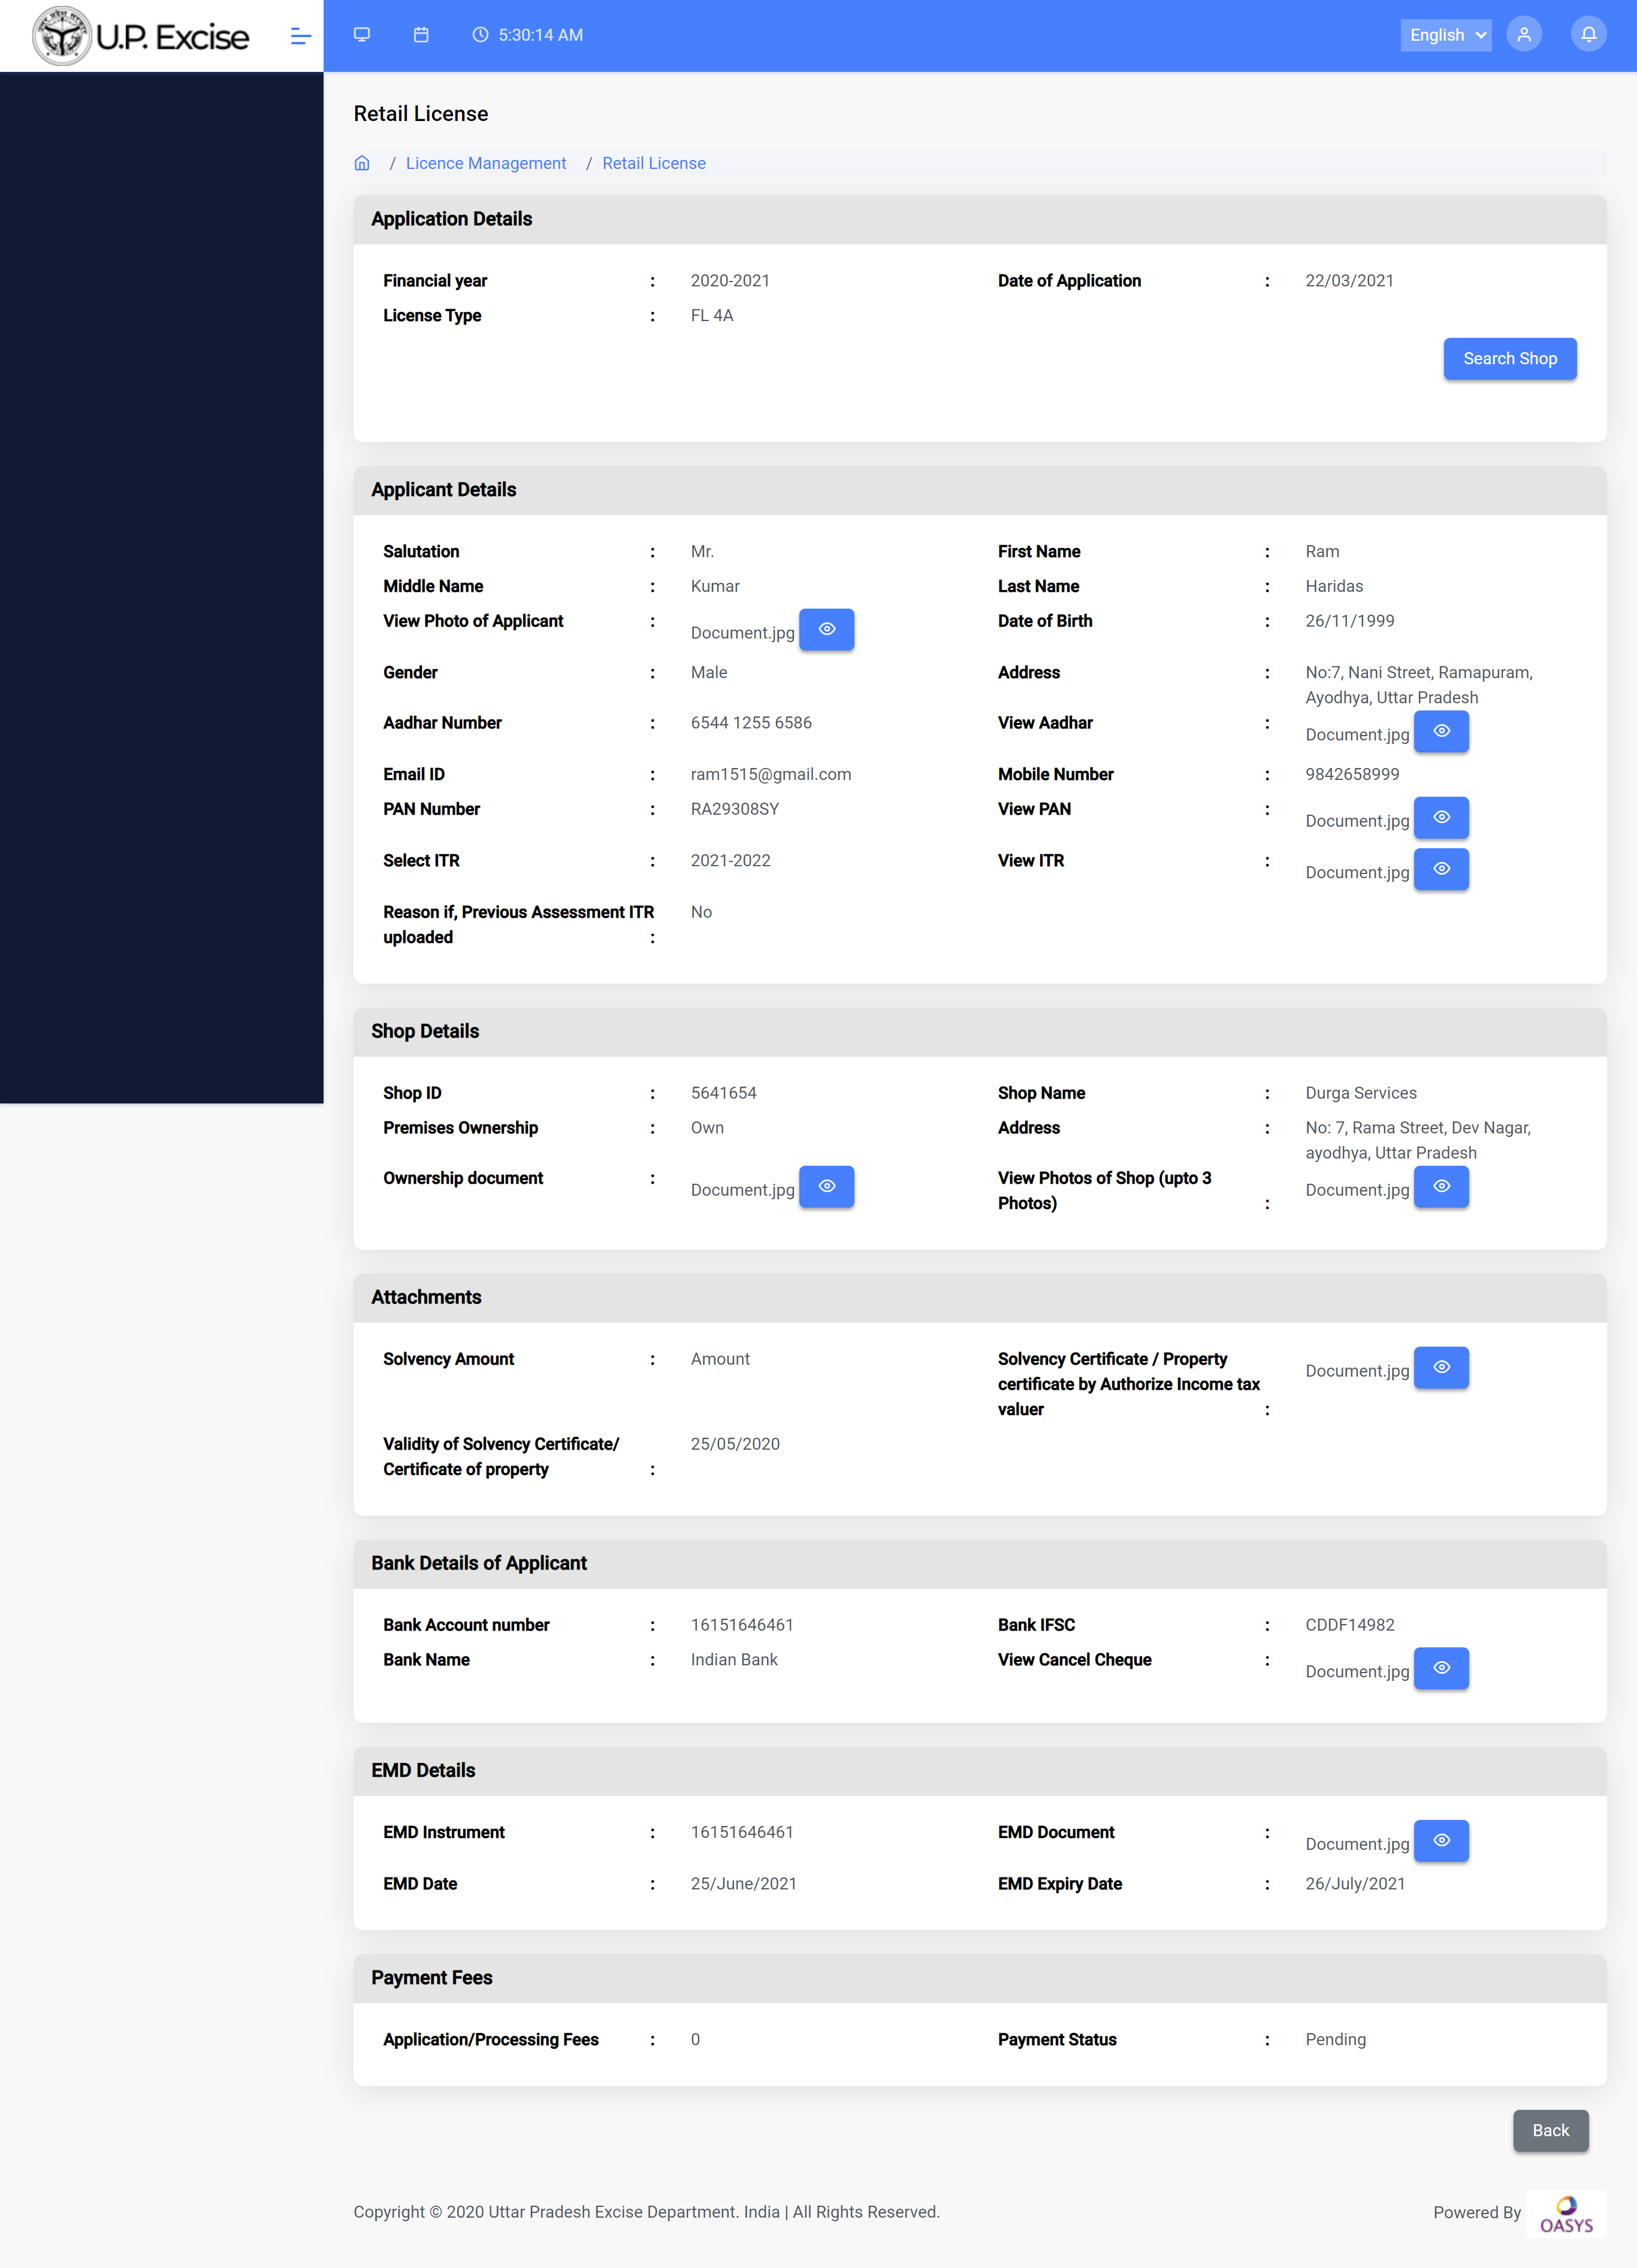 U.P. Excise
5:30:14 AM
English
Retail License
/ Licence Management / Retail License
Application Details
Financial year : 2020-2021 Date of Application : 22/03/2021
License Type : FL 4A
Search Shop
Applicant Details
Salutation : Mr. First Name : Ram
Middle Name : Kumar Last Name : Haridas
View Photo of Applicant : Document.jpg Date of Birth : 26/11/1999
Gender : Male Address : No:7, Nani Street, Ramapuram,
Ayodhya, Uttar Pradesh
Aadhar Number : 6544 1255 6586 View Aadhar : Document.jpg
Email ID : ram1515@gmail.com Mobile Number : 9842658999
PAN Number : RA29308SY View PAN : Document.jpg
Select ITR : 2021-2022 View ITR : Document.jpg
Reason if, Previous Assessment ITR No
uploaded :
Shop Details
Shop ID : 5641654 Shop Name : Durga Services
Premises Ownership : Own Address : No: 7, Rama Street, Dev Nagar,
ayodhya, Uttar Pradesh
Ownership document : Document.jpg View Photos of Shop (upto 3 Document.jpg
Photos) :
Attachments
Solvency Amount : Amount Solvency Certificate / Property Document.jpg
certificate by Authorize Income tax
valuer :
Validity of Solvency Certificate/ 25/05/2020
Certificate of property :
Bank Details of Applicant
Bank Account number : 16151646461 Bank IFSC : CDDF14982
Bank Name : Indian Bank View Cancel Cheque : Document.jpg
EMD Details
EMD Instrument : 16151646461 EMD Document : Document.jpg
EMD Date : 25/June/2021 EMD Expiry Date : 26/July/2021
Payment Fees
Application/Processing Fees : 0 Payment Status : Pending
Back
Copyright © 2020 Uttar Pradesh Excise Department. India | All Rights Reserved. Powered By OASYS